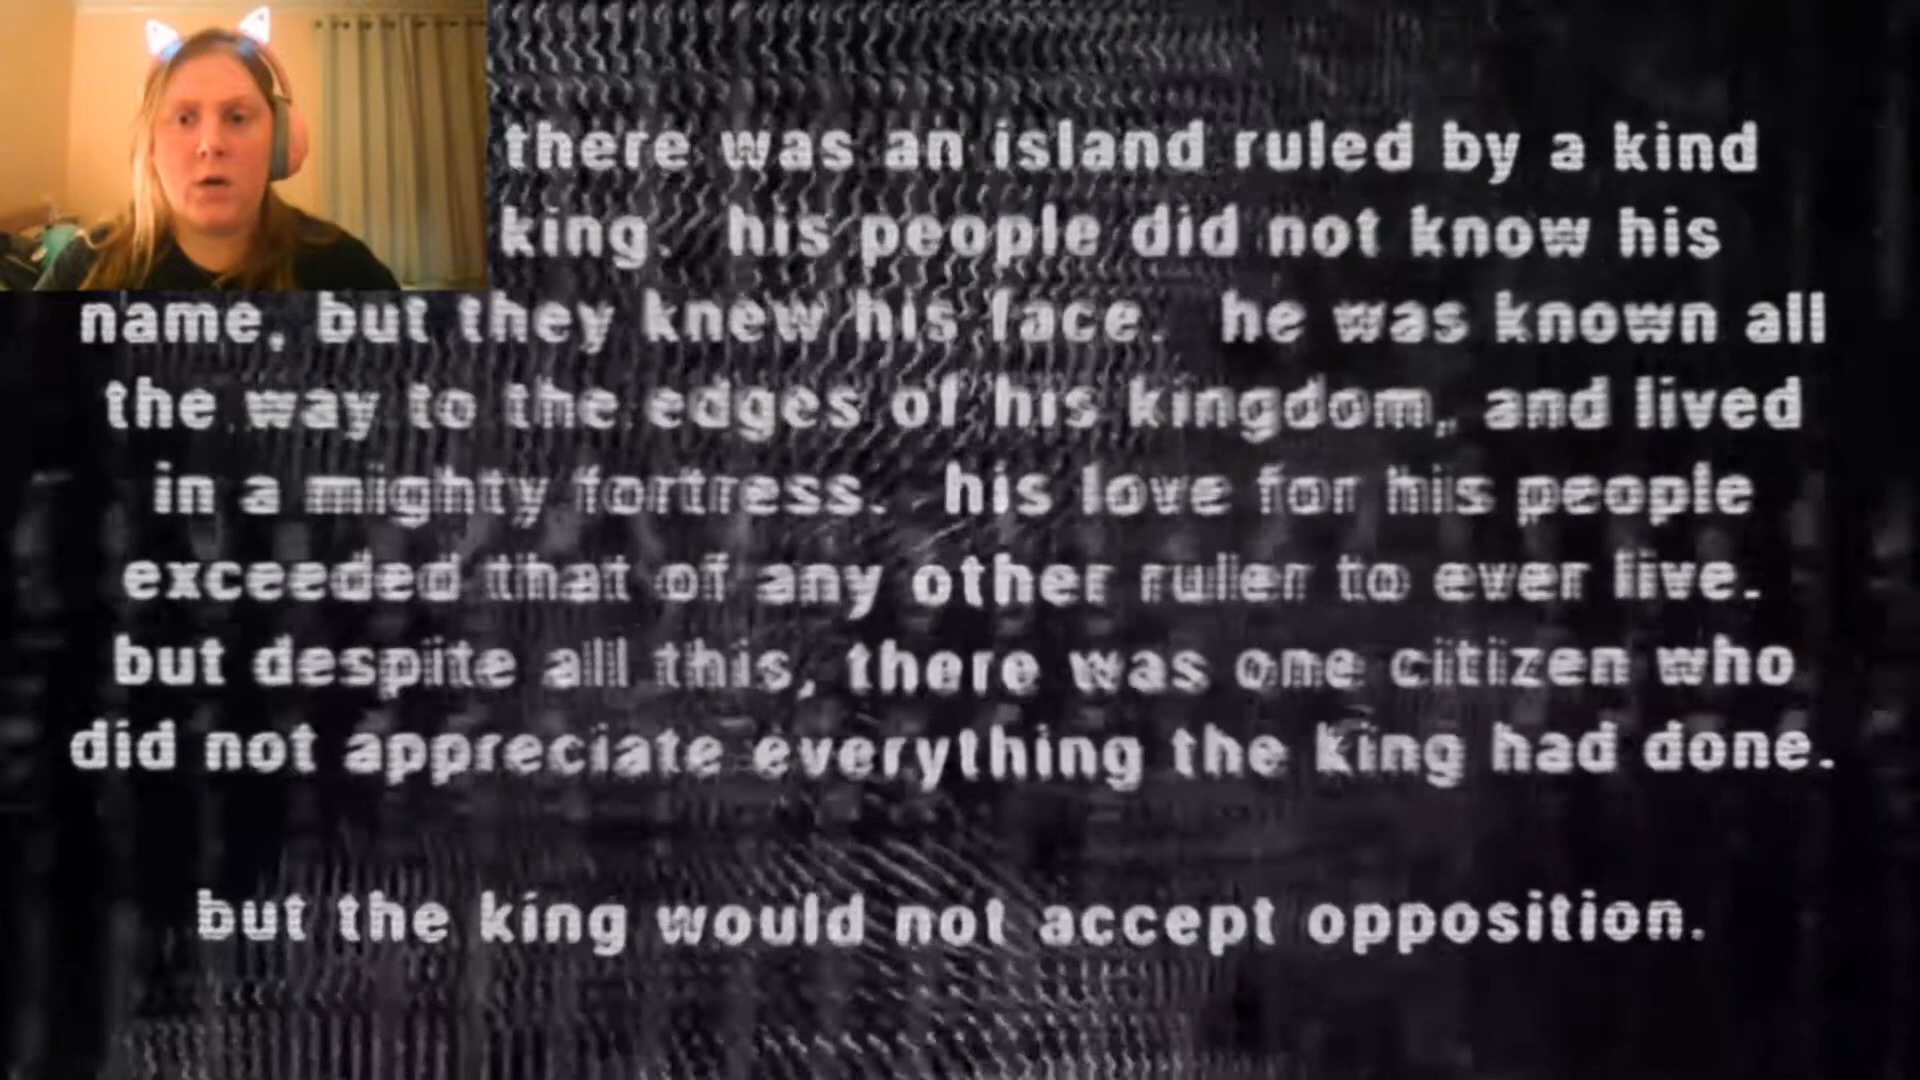 there was an island ruled by a kind
king. his people did not know his
name, but they knew his face. he was known all
the way to the edges of his kingdom, and lived
in a mighty fortress. his love for his people
exceeded that of any other ruler to ever live.
but despite all this, there was one citizen who
did not appreciate everything the king had done.
but the king would not accept opposition.